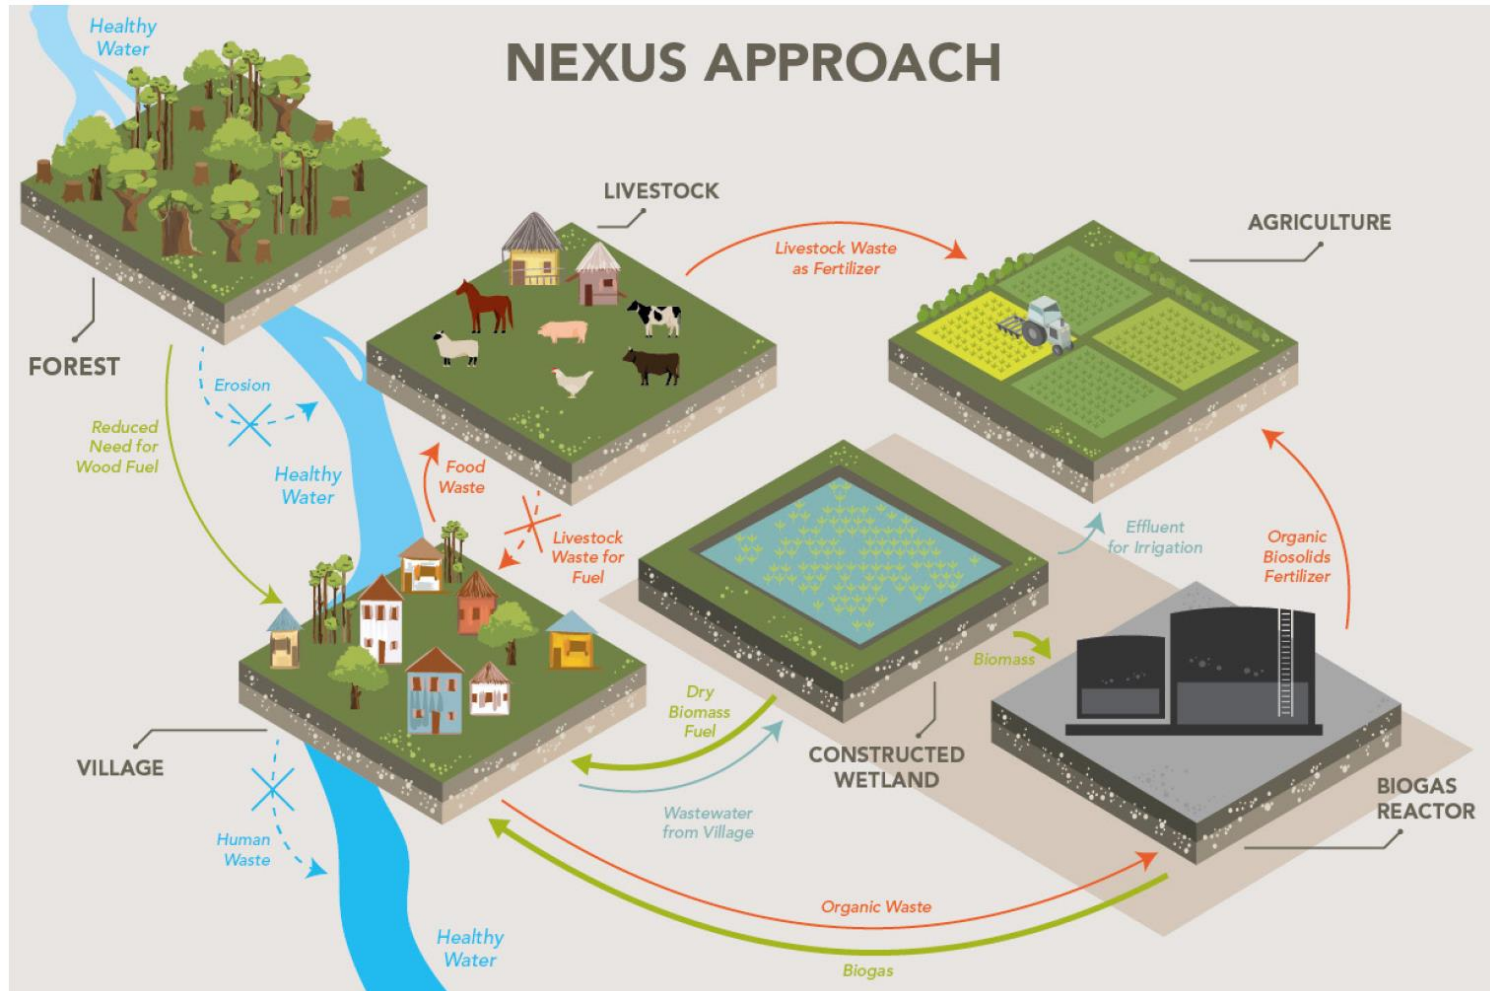 Healthy
Water
NEXUS APPROACH
LIVESTOCK
AGRICULTURE
Livestock Waste
as Fertilizer
FOREST
Erosion
Reduced
Need for
Wood Fuel
Healthy
Water
Food
Waste
Livestock
Waste for
Fuel
Effluent
for Irrigation
Organic
Biosolids
Fertilizer
Biomass
Dry
Biomass
Fuel
CONSTRUCTED
WETLAND
VILLAGE
BIOGAS
REACTOR
Wastewater
from Village
Human
Waste
Organic Waste
Healthy
Water
Biogas